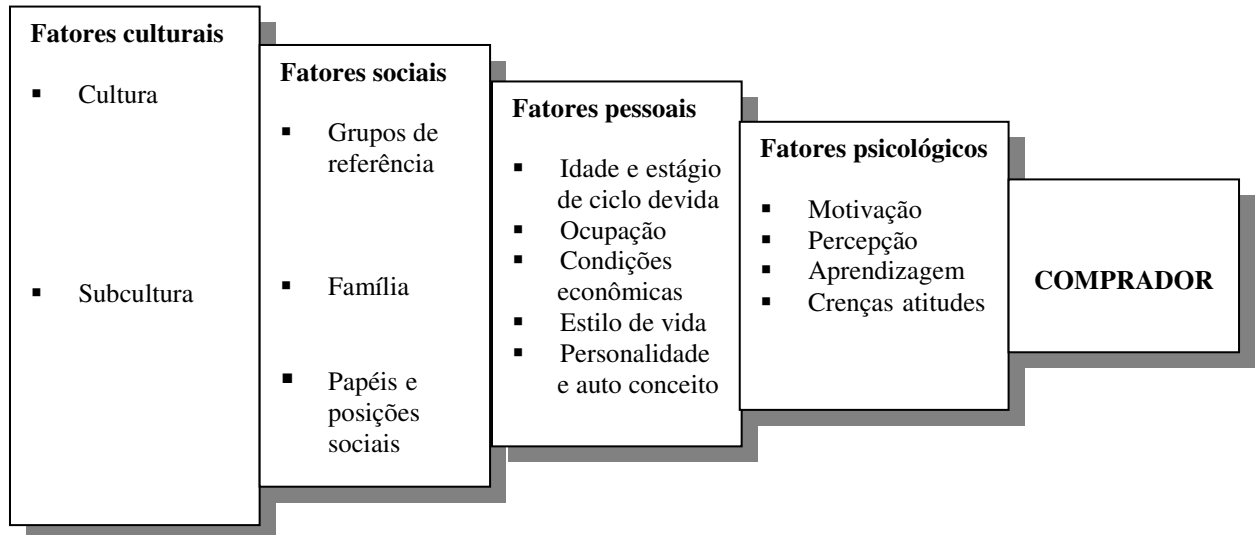 Fatores culturais
▪ Cultura
▪ Subcultura
Fatores sociais
▪ Grupos de
referência
▪ Família
▪ Papéis e
posições
sociais
Fatores pessoais
▪ Idade e estágio
de ciclo devida
▪ Ocupação
▪ Condições
econômicas
▪ Estilo de vida
▪ Personalidade
e auto conceito
Fatores psicológicos
▪ Motivação
▪ Percepção
▪ Aprendizagem
▪ Crenças atitudes
COMPRADOR